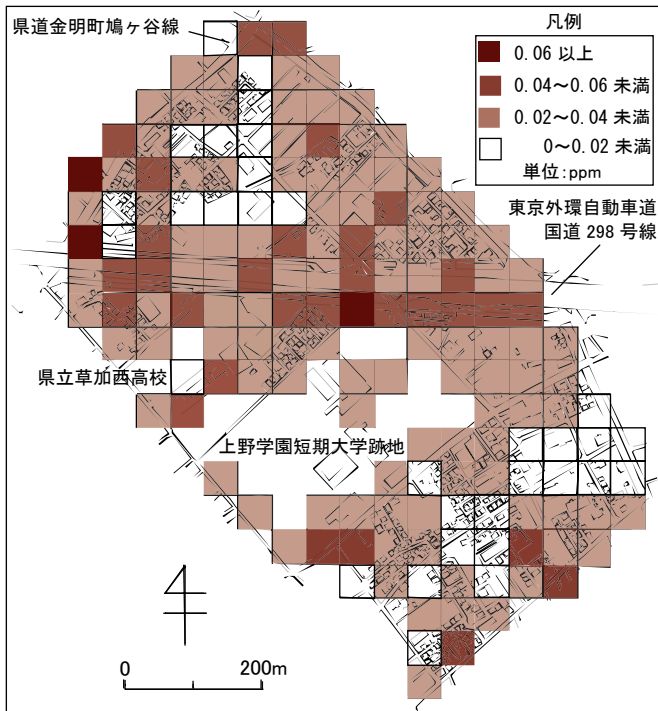 県道金明町鳩ヶ谷線
凡例
0.06 以上
0.04～0.06 未満
0.02～0.04 未満
0～0.02 未満
単位:ppm
東京外環自動車道
国道 298 号線
県立草加西高校
上野学園短期大学跡地
0 200m